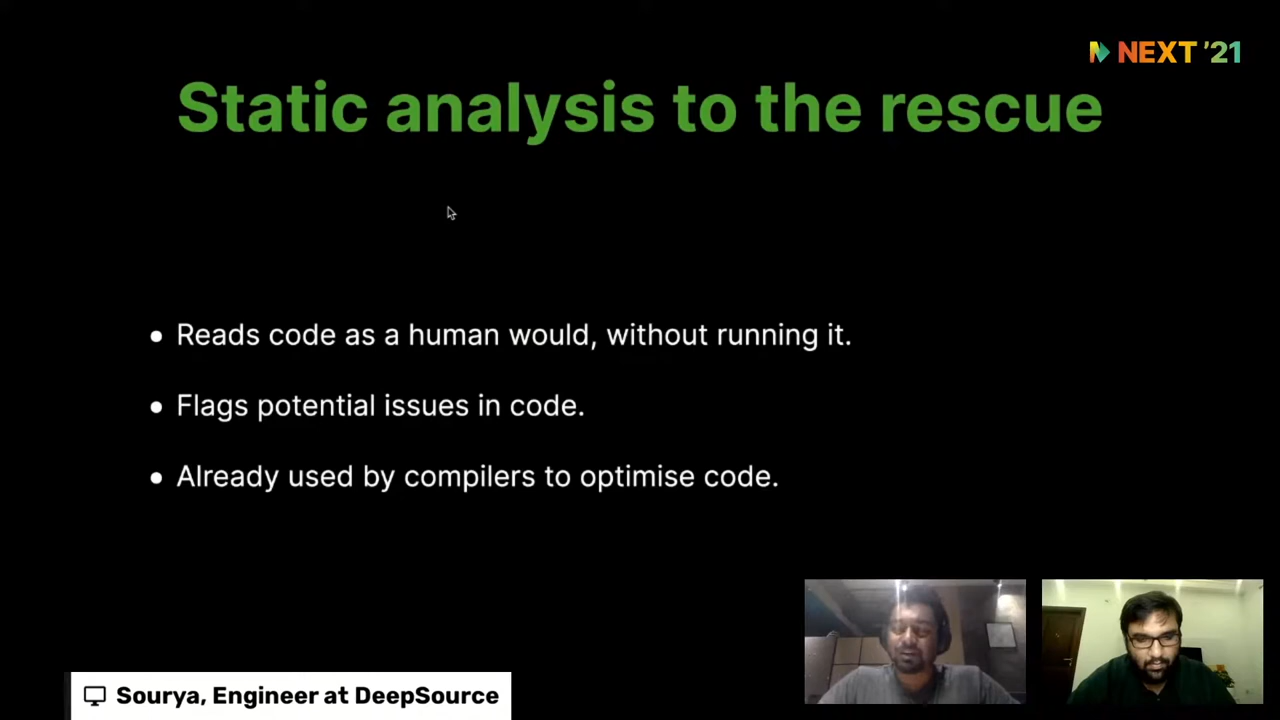 NEXT '21
Static analysis to the rescue
Reads code as a human would, without running it.
Flags potential issues in code.
Already used by compilers to optimise code.
Sourya, Engineer at DeepSource